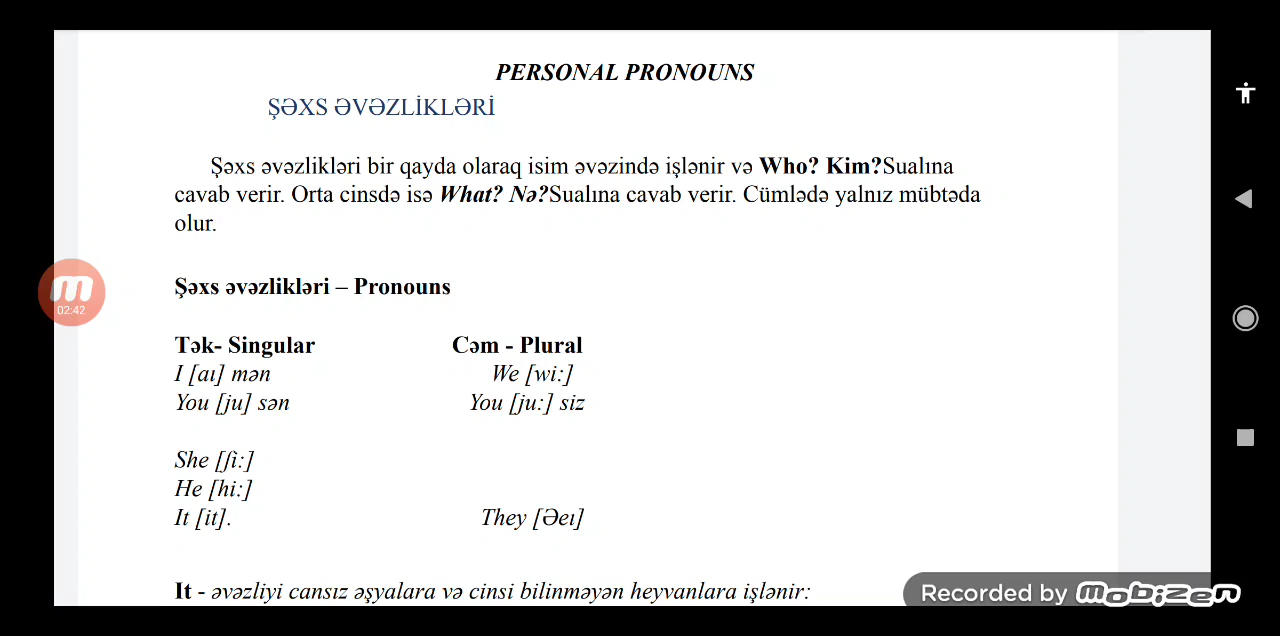 PERSONAL PRONOUNS
ŞƏXS ƏVƏZLİKLƏRİ
Şəxs əvəzlikləri bir qayda olaraq isim əvəzində işlənir və Who? Kim?Sualına
cavab verir. Orta cinsdə isə What? Nə?Sualına cavab verir. Cümlədə yalnız mübtəda
olur.
Şəxs əvəzlikləri – Pronouns
Tək- Singular Cəm - Plural
I [aı] mən We [wi:]
You [ju] sən You [ju:] siz
She [ʃi:]
He [hi:]
It [it]. They [Əeı]
It - əvəzliyi cansız əşyalara və cinsi bilinməyən heyvanlara işlənir:
02:42
Recorded by mobizen